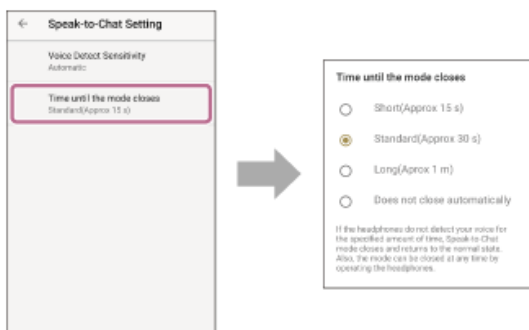 Speak-to-Chat Setting
Voice Detect Sensitivity
Automatic
Time until the mode closes
Standard(Approx 15 s)
Time until the mode closes
Short(Approx 15 s)
Standard(Approx 30 s)
Long(Aprox 1 m)
Does not close automatically
If the headphones do not detect your voice for
the specified amount of time, Speak-to-Chat
mode closes and returns to the normal state.
Also, the mode can be closed at any time by
operating the headphones.